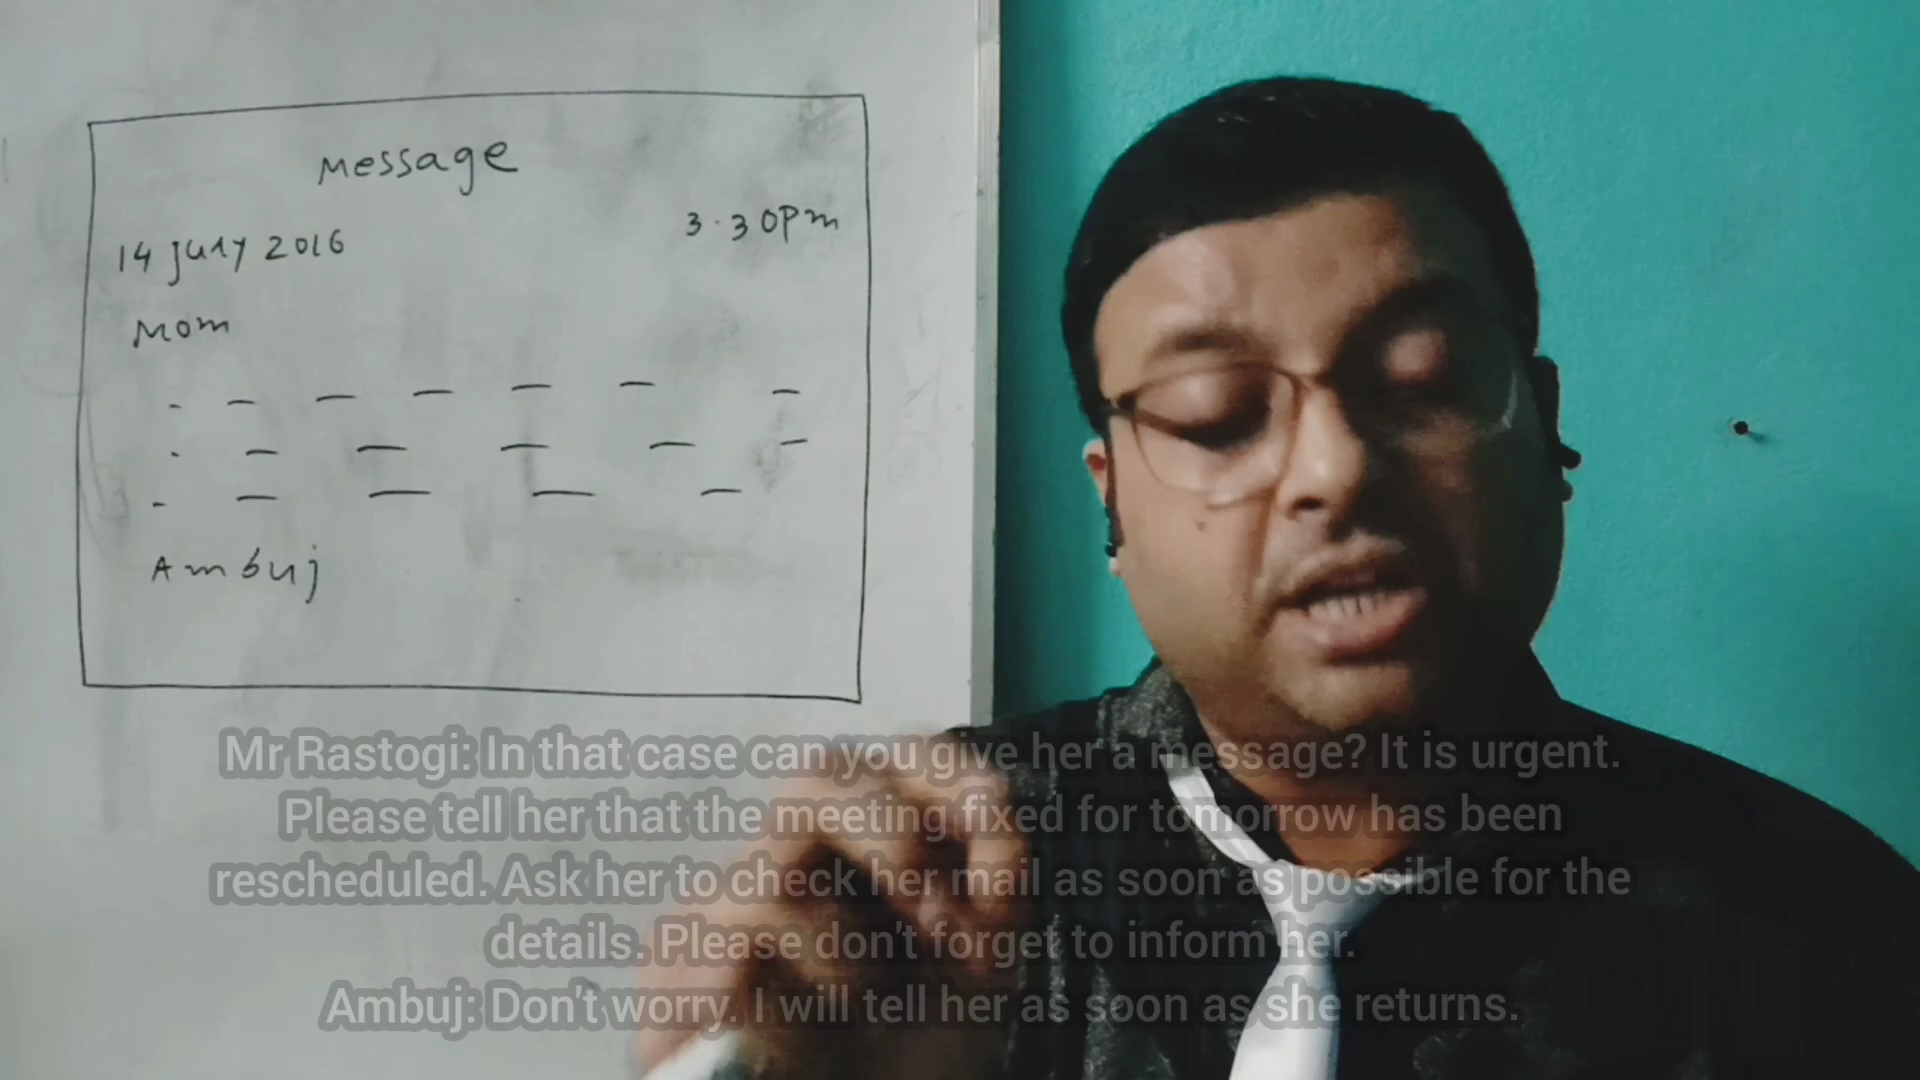 Message
14 July 2016 3.30pm
Mom
Ambuj
Mr Rastogi: In that case can you give her a message? It is urgent.
Please tell her that the meeting fixed for tomorrow has been
rescheduled. Ask her to check her mail as soon as possible for the
details. Please don't forget to inform her.
Ambuj: Don't worry. I will tell her as soon as she returns.